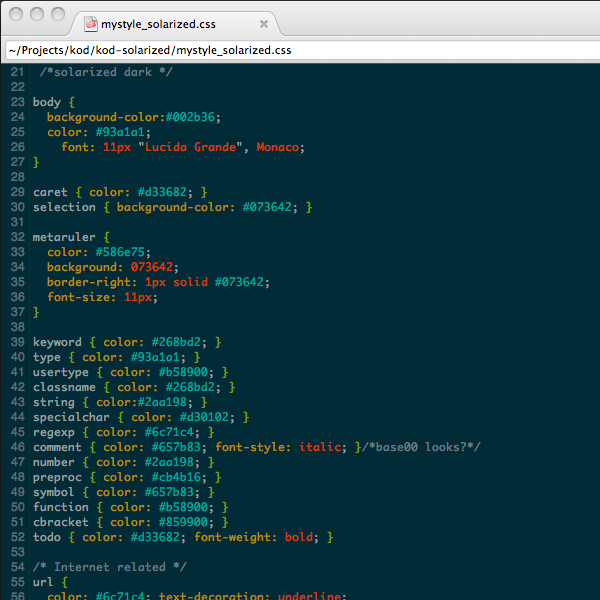 mystyle_solarized.css
~/Projects/kod/kod-solarized/mystyle_solarized.css
21 /*solarized dark */
22
23 body {
24 background-color:#002b36;
25 color: #93a1a1;
26 font: 11px "Lucida Grande", Monaco;
27 }
28
29 caret { color: #d33682; }
30 selection { background-color: #073642; }
31
32 metaruler {
33 color: #586e75;
34 background: 073642;
35 border-right: 1px solid #073642;
36 font-size: 11px;
37 }
38
39 keyword { color: #268bd2; }
40 type { color: #93a1a1; }
41 usertype { color: #b58900; }
42 classname { color: #268bd2; }
43 string { color:#2aa198; }
44 specialchar { color: #d30102; }
45 regexp { color: #6c71c4; }
46 comment { color: #657b83; font-style: italic; }/*base00 looks?*/
47 number { color: #2aa198; }
48 preproc { color: #cb4b16; }
49 symbol { color: #657b83; }
50 function { color: #b58900; }
51 cbracket { color: #859900; }
52 todo { color: #d33682; font-weight: bold; }
53
54 /* Internet related */
55 url {
56 color: #6c71c4; text-decoration: underline;